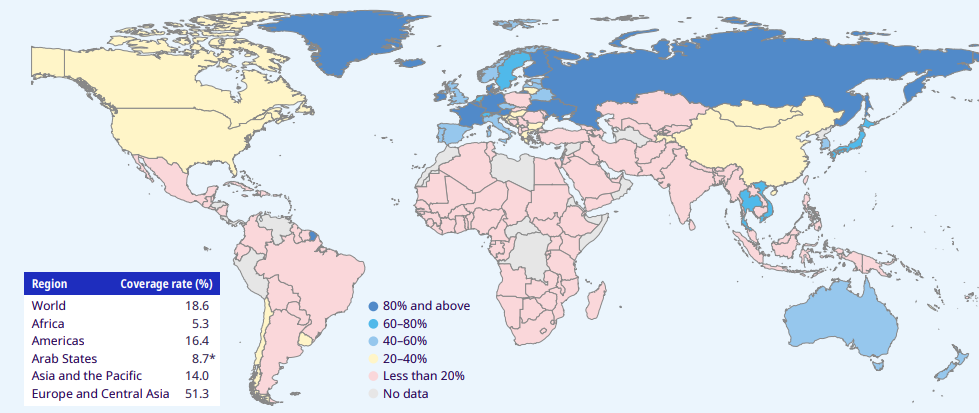 Region Coverage rate (%)
World 18.6
Africa 5.3
Americas 16.4
Arab States 8.7*
Asia and the Pacific 14.0
Europe and Central Asia 51.3
80% and above
60–80%
40–60%
20–40%
Less than 20%
No data